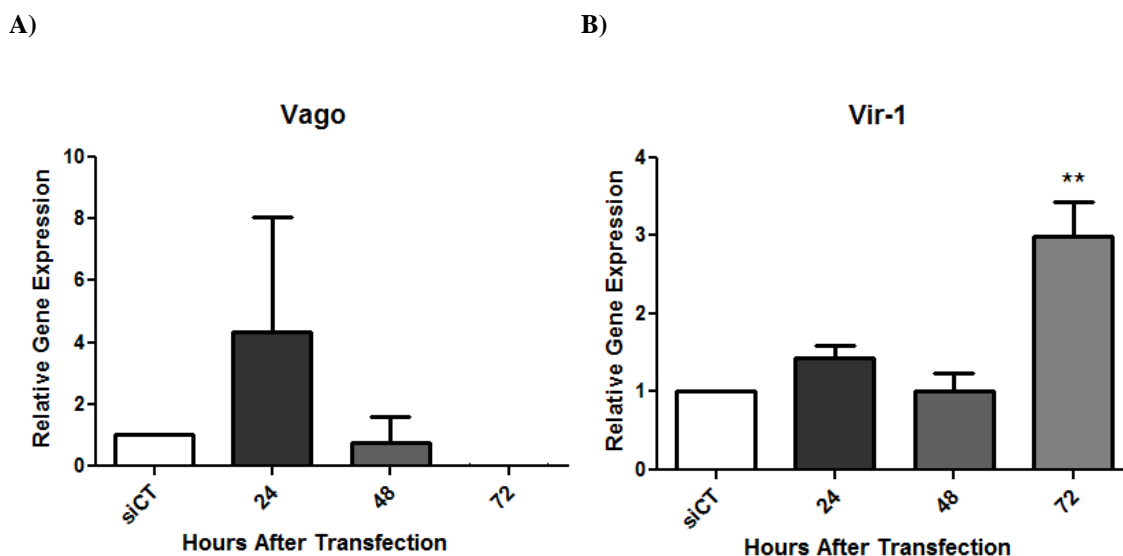 A)
Vago
Relative Gene Expression
10
8
6
4
2
0
siCT
24
48
72
Hours After Transfection
B)
Vir-1
Relative Gene Expression
4
3
2
1
0
**
siCT
24
48
72
Hours After Transfection